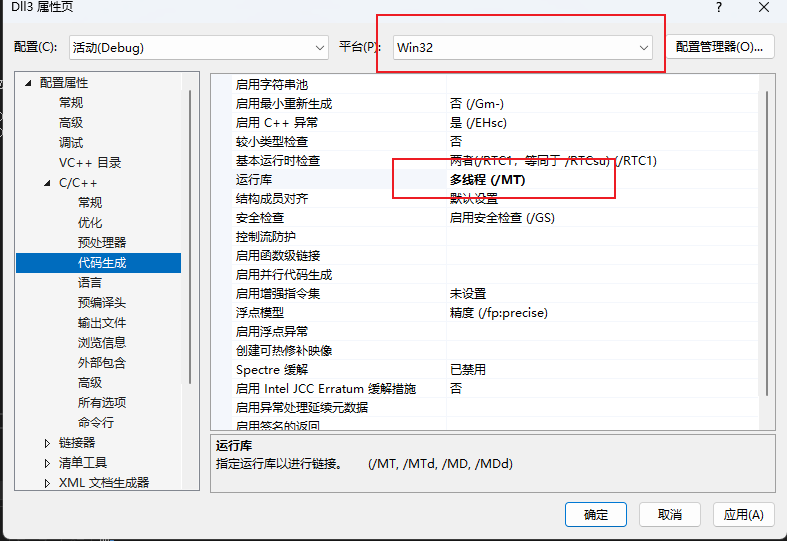 Dll3 属性页
?
配置(C):
活动(Debug)
平台(P):
Win32
配置管理器(O)...
配置属性
常规
高级
调试
VC++ 目录
C/C++
常规
优化
预处理器
代码生成
语言
预编译头
输出文件
浏览信息
外部包含
高级
所有选项
命令行
链接器
清单工具
XML 文档生成器
启用字符串池
启用最小重新生成 否 (/Gm-)
启用 C++ 异常 是 (/EHsc)
较小类型检查 否
基本运行时检查 两者(/RTC1，等同于 /RTCsu) (/RTC1)
运行库 多线程 (/MT)
结构成员对齐 默认设置
安全检查 启用安全检查 (/GS)
控制流防护
启用函数级链接
启用并行代码生成
启用增强指令集 未设置
浮点模型 精度 (/fp:precise)
启用浮点异常
创建可热修补映像
Spectre 缓解 已禁用
启用 Intel JCC Erratum 缓解措施 否
启用异常处理延续元数据
启用签名的返回
运行库
指定运行库以进行链接。 (/MT, /MTd, /MD, /MDd)
确定
取消
应用(A)